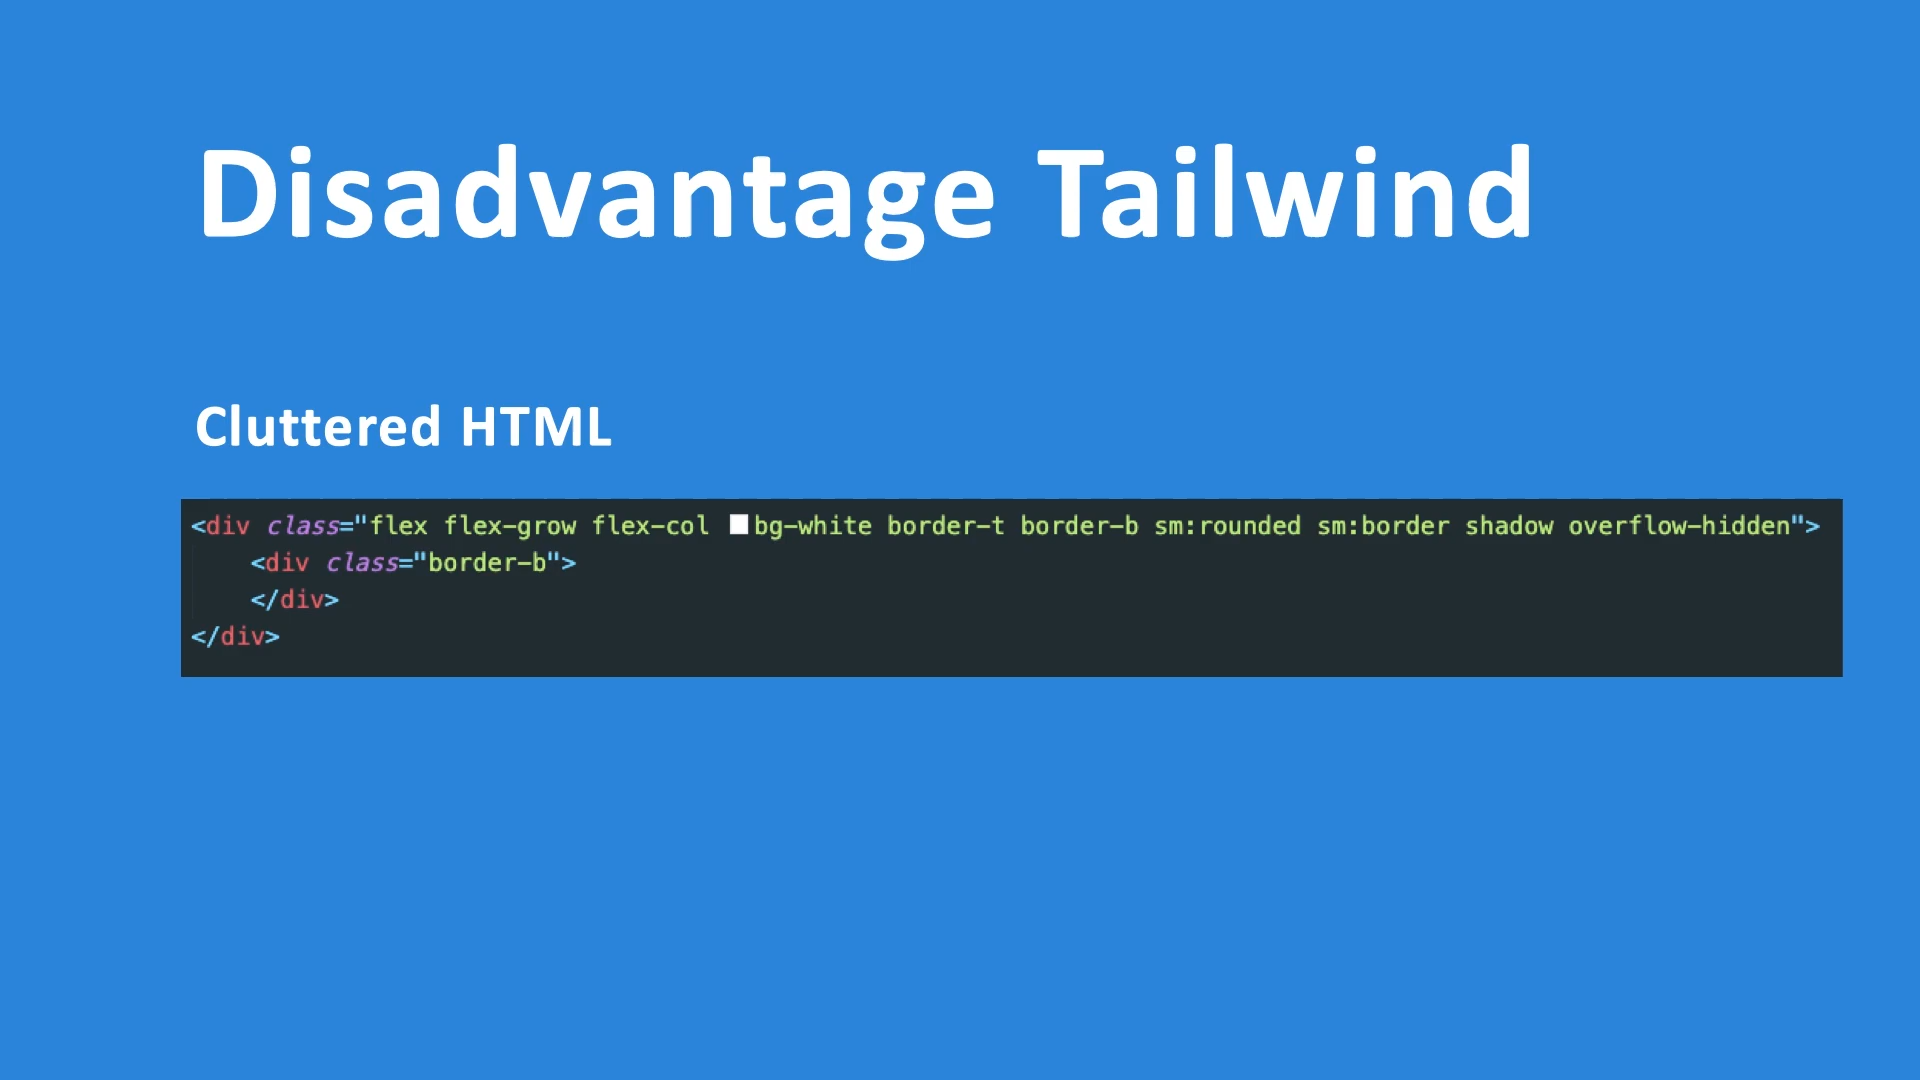 Disadvantage Tailwind
Cluttered HTML
<div class="flex flex-grow flex-col bg-white border-t border-b sm:rounded sm:border shadow overflow-hidden">
<div class="border-b">
</div>
</div>